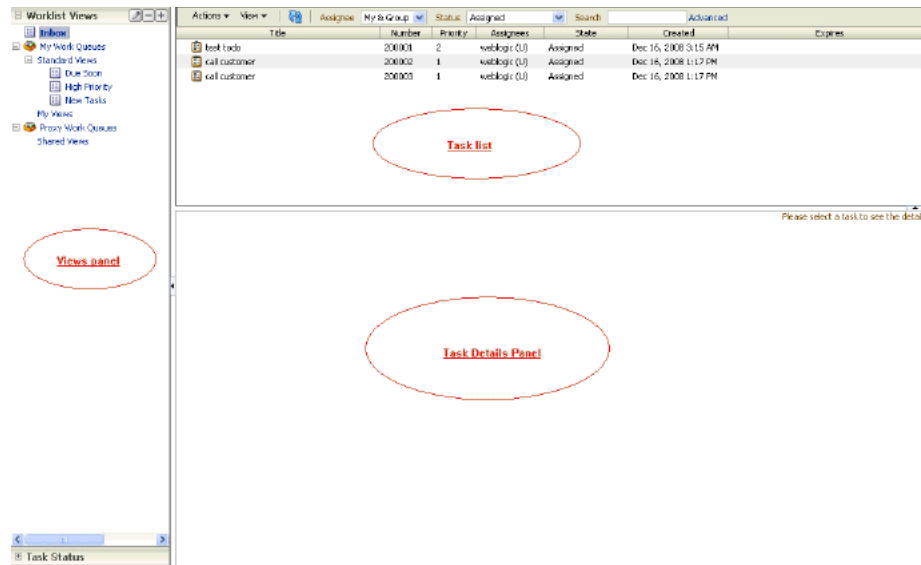 Worklist Views
Inbox
My Work Queues
Standard Views
Due Soon
High Priority
New Tasks
My Views
Proxy Work Queues
Shared Views
Views panel
Task Status
Actions View Assignee My & Group Status Assigned Search Advanced
Title Number Priority Assignees State Created Expires
test todo 200001 2 weblogic (U) Assigned Dec 16, 2008 3:15 AM
call customer 200002 1 weblogic (U) Assigned Dec 16, 2008 1:17 PM
call customer 200003 1 weblogic (U) Assigned Dec 16, 2008 1:17 PM
Task list
Please select a task to see the detai
Task Details Panel